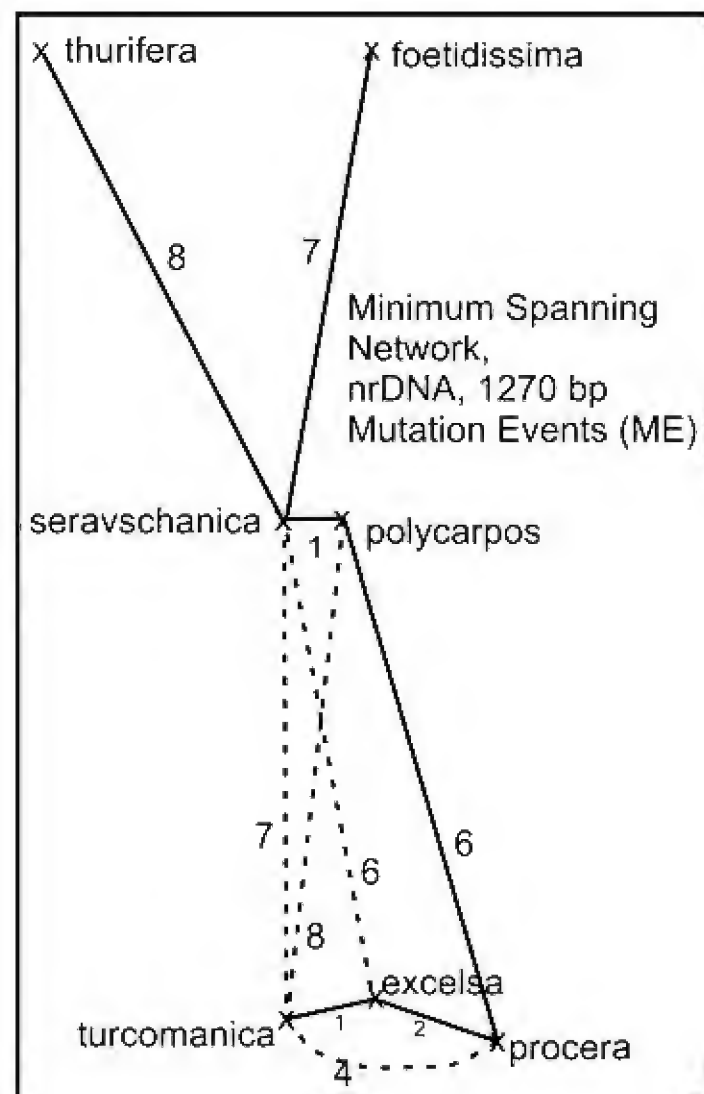 thurifera
foetidissima
8
7
Minimum Spanning
Network,
nrDNA, 1270 bp
Mutation Events (ME)
seravschanica
1
polycarpos
7
6
6
8
excelsa
turcomanica
1
2
procera
4